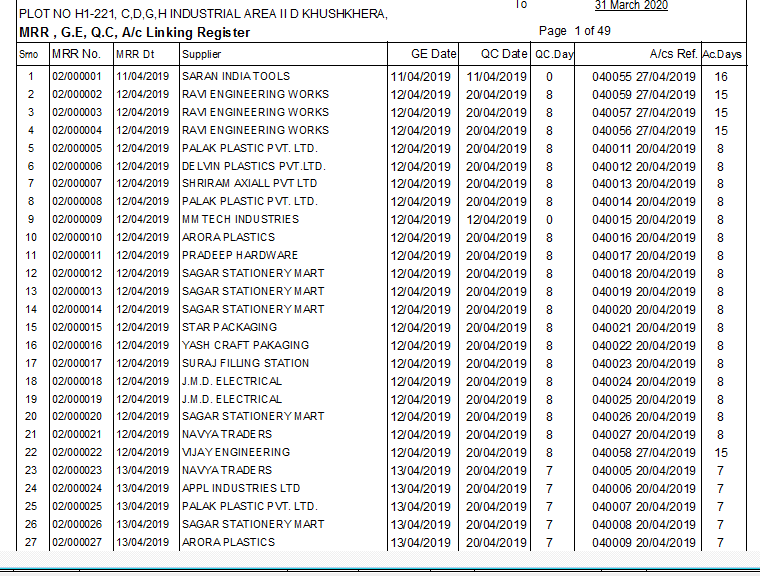 To 31 March 2020
PLOT NO H1-221, C,D,G,H INDUSTRIAL AREA II D KHUSHKHERA,
MRR , G.E, Q.C, A/c Linking Register Page 1 of 49
Srno MRR No. MRR Dt Supplier GE Date QC Date QC.Day A/cs Ref. Ac.Days
1 02/000001 11/04/2019 SARAN INDIA TOOLS 11/04/2019 11/04/2019 0 040055 27/04/2019 16
2 02/000002 12/04/2019 RAVI ENGINEERING WORKS 12/04/2019 20/04/2019 8 040059 27/04/2019 15
3 02/000003 12/04/2019 RAVI ENGINEERING WORKS 12/04/2019 20/04/2019 8 040057 27/04/2019 15
4 02/000004 12/04/2019 RAVI ENGINEERING WORKS 12/04/2019 20/04/2019 8 040056 27/04/2019 15
5 02/000005 12/04/2019 PALAK PLASTIC PVT. LTD. 12/04/2019 20/04/2019 8 040011 20/04/2019 8
6 02/000006 12/04/2019 DELVIN PLASTICS PVT.LTD. 12/04/2019 20/04/2019 8 040012 20/04/2019 8
7 02/000007 12/04/2019 SHRIRAM AXIALL PVT LTD 12/04/2019 20/04/2019 8 040013 20/04/2019 8
8 02/000008 12/04/2019 PALAK PLASTIC PVT. LTD. 12/04/2019 20/04/2019 8 040014 20/04/2019 8
9 02/000009 12/04/2019 MM TECH INDUSTRIES 12/04/2019 12/04/2019 0 040015 20/04/2019 8
10 02/000010 12/04/2019 ARORA PLASTICS 12/04/2019 20/04/2019 8 040016 20/04/2019 8
11 02/000011 12/04/2019 PRADEEP HARDWARE 12/04/2019 20/04/2019 8 040017 20/04/2019 8
12 02/000012 12/04/2019 SAGAR STATIONERY MART 12/04/2019 20/04/2019 8 040018 20/04/2019 8
13 02/000013 12/04/2019 SAGAR STATIONERY MART 12/04/2019 20/04/2019 8 040019 20/04/2019 8
14 02/000014 12/04/2019 SAGAR STATIONERY MART 12/04/2019 20/04/2019 8 040020 20/04/2019 8
15 02/000015 12/04/2019 STAR PACKAGING 12/04/2019 20/04/2019 8 040021 20/04/2019 8
16 02/000016 12/04/2019 YASH CRAFT PAKAGING 12/04/2019 20/04/2019 8 040022 20/04/2019 8
17 02/000017 12/04/2019 SURAJ FILLING STATION 12/04/2019 20/04/2019 8 040023 20/04/2019 8
18 02/000018 12/04/2019 J.M.D. ELECTRICAL 12/04/2019 20/04/2019 8 040024 20/04/2019 8
19 02/000019 12/04/2019 J.M.D. ELECTRICAL 12/04/2019 20/04/2019 8 040025 20/04/2019 8
20 02/000020 12/04/2019 SAGAR STATIONERY MART 12/04/2019 20/04/2019 8 040026 20/04/2019 8
21 02/000021 12/04/2019 NAVYA TRADERS 12/04/2019 20/04/2019 8 040027 20/04/2019 8
22 02/000022 12/04/2019 VIJAY ENGINEERING 12/04/2019 20/04/2019 8 040058 27/04/2019 15
23 02/000023 13/04/2019 NAVYA TRADERS 13/04/2019 20/04/2019 7 040005 20/04/2019 7
24 02/000024 13/04/2019 APPL INDUSTRIES LTD 13/04/2019 20/04/2019 7 040006 20/04/2019 7
25 02/000025 13/04/2019 PALAK PLASTIC PVT. LTD. 13/04/2019 20/04/2019 7 040007 20/04/2019 7
26 02/000026 13/04/2019 SAGAR STATIONERY MART 13/04/2019 20/04/2019 7 040008 20/04/2019 7
27 02/000027 13/04/2019 ARORA PLASTICS 13/04/2019 20/04/2019 7 040009 20/04/2019 7